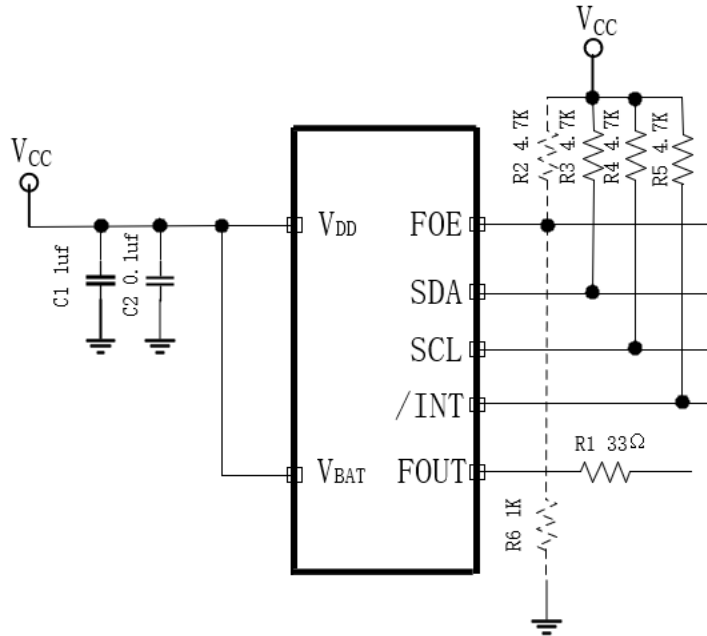 VCC
VCC
R2 4.7K
R3 4.7K
R4 4.7K
R5 4.7K
C1 1uf
C2 0.1uf
VDD
FOE
SDA
SCL
/INT
VBAT
FOUT
R1 33Ω
R6 1K